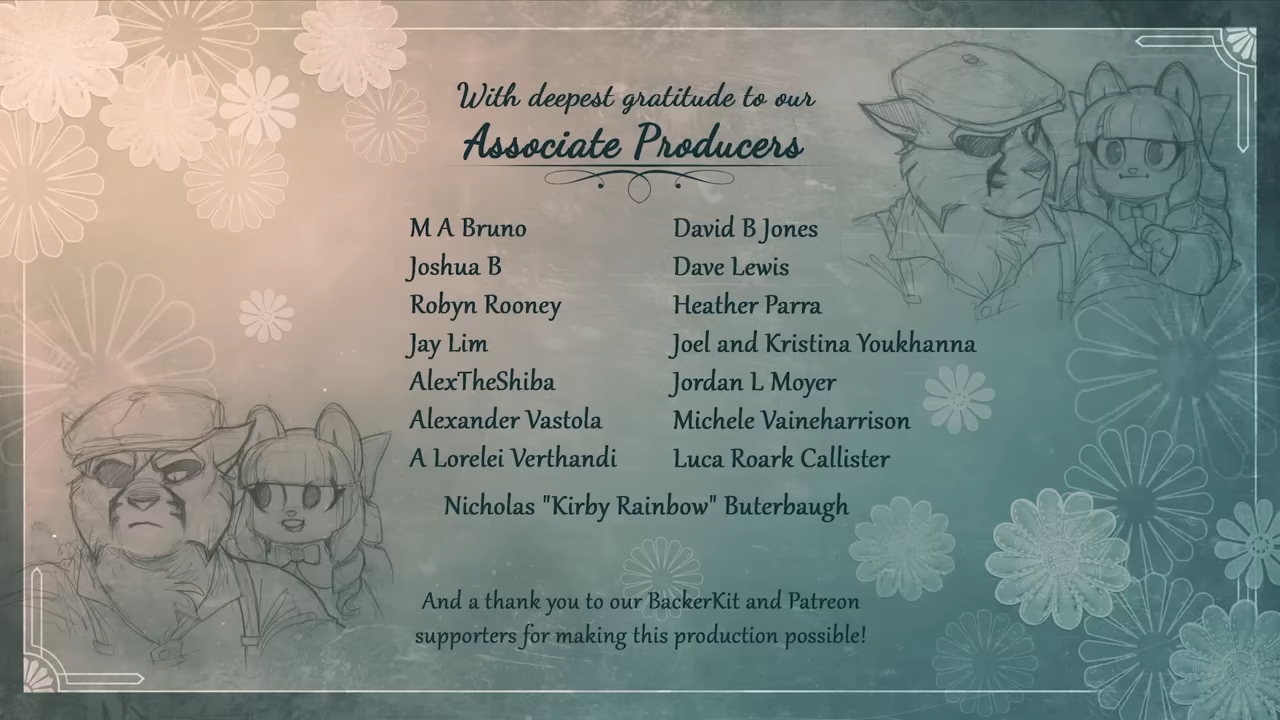 With deepest gratitude to our
Associate Producers
M A Bruno
Joshua B
Robyn Rooney
Jay Lim
AlexTheShiba
Alexander Vastola
A Lorelei Verthandi
David B Jones
Dave Lewis
Heather Parra
Joel and Kristina Youkhanna
Jordan L Moyer
Michele Vaineharrison
Luca Roark Callister
Nicholas "Kirby Rainbow" Buterbaugh
And a thank you to our BackerKit and Patreon
supporters for making this production possible!